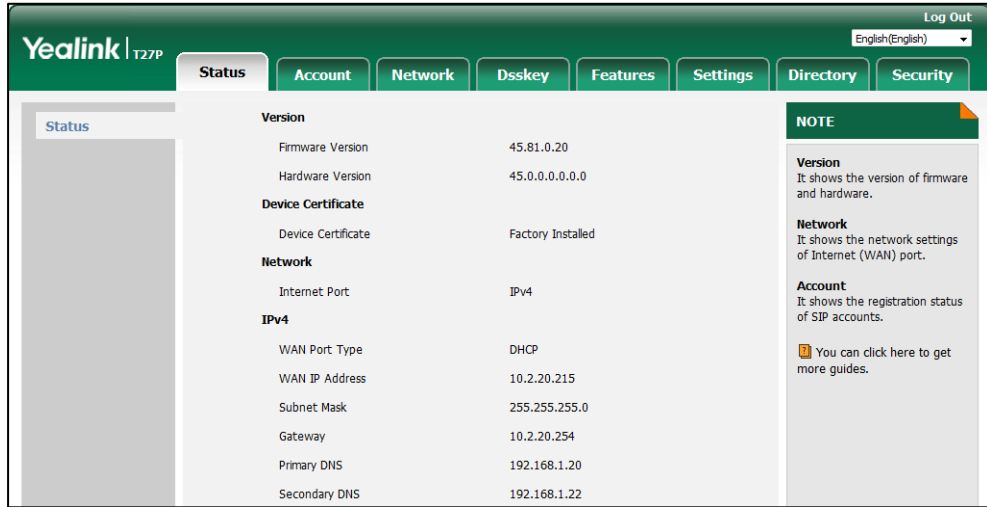 Log Out
Yealink T27P
English(English)
Status Account Network Dsskey Features Settings Directory Security
Status
Version
Firmware Version 45.81.0.20
Hardware Version 45.0.0.0.0.0.0
Device Certificate
Device Certificate Factory Installed
Network
Internet Port IPv4
IPv4
WAN Port Type DHCP
WAN IP Address 10.2.20.215
Subnet Mask 255.255.255.0
Gateway 10.2.20.254
Primary DNS 192.168.1.20
Secondary DNS 192.168.1.22
NOTE
Version
It shows the version of firmware
and hardware.
Network
It shows the network settings
of Internet (WAN) port.
Account
It shows the registration status
of SIP accounts.
You can click here to get
more guides.